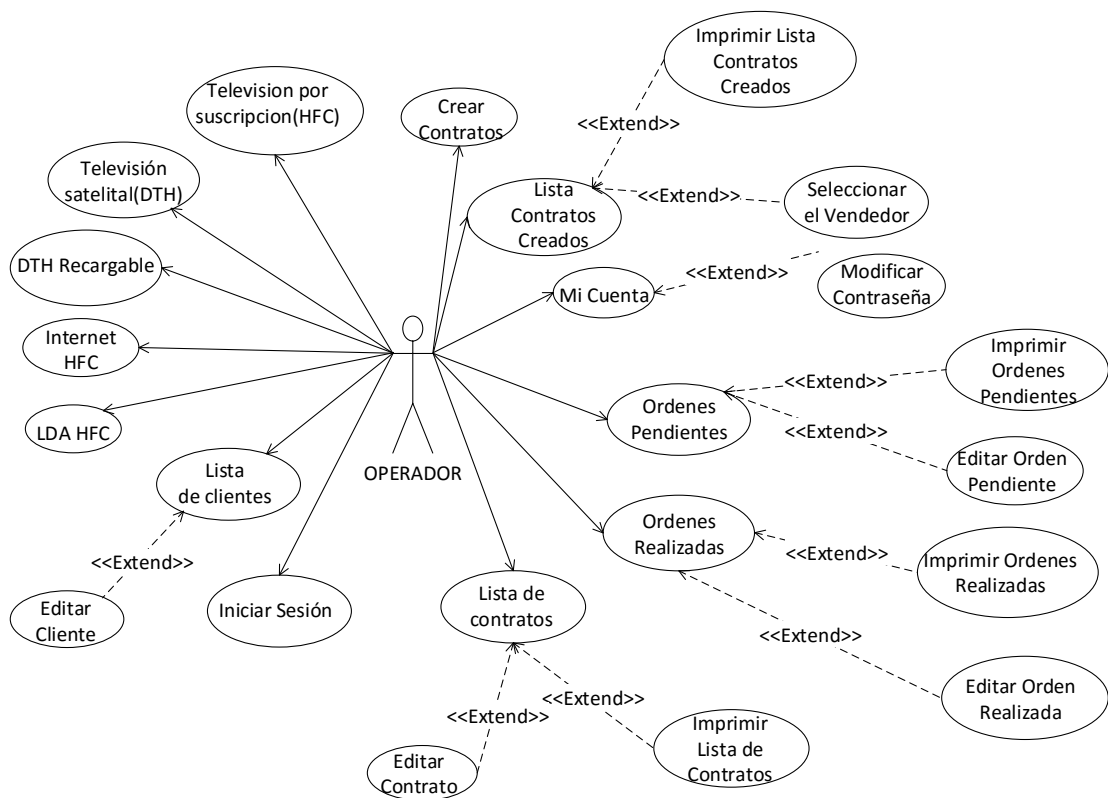 Imprimir Lista
Contratos
Creados
<<Extend>>
Television por
suscripcion(HFC)
Crear
Contratos
Televisión
satelital(DTH)
Lista
Contratos
Creados
<<Extend>>
Seleccionar
el Vendedor
DTH Recargable
Mi Cuenta
<<Extend>>
Modificar
Contraseña
Internet
HFC
Imprimir
Ordenes
Pendientes
<<Extend>>
LDA HFC
Ordenes
Pendientes
<<Extend>>
Editar Orden
Pendiente
OPERADOR
Lista
de clientes
Ordenes
Realizadas
<<Extend>>
Imprimir Ordenes
Realizadas
<<Extend>>
Editar
Cliente
Iniciar Sesión
Lista de
contratos
<<Extend>>
Editar Orden
Realizada
<<Extend>>
<<Extend>>
Editar
Contrato
Imprimir
Lista de
Contratos